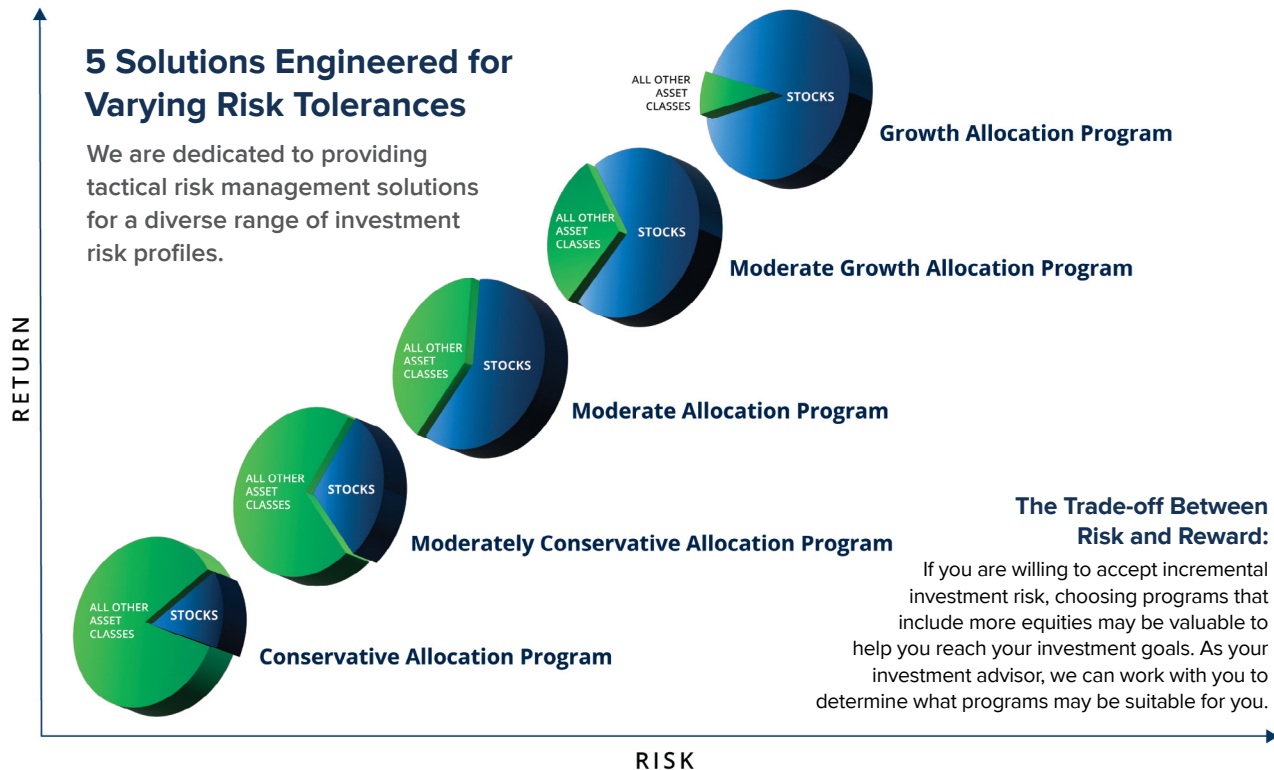 5 Solutions Engineered for
Varying Risk Tolerances
We are dedicated to providing
tactical risk management solutions
for a diverse range of investment
risk profiles.
ALL OTHER
ASSET
CLASSES
STOCKS
Growth Allocation Program
ALL OTHER
ASSET
CLASSES
STOCKS
Moderate Growth Allocation Program
ALL OTHER
ASSET
CLASSES
STOCKS
Moderate Allocation Program
ALL OTHER
ASSET
CLASSES
STOCKS
Moderately Conservative Allocation Program
ALL OTHER
ASSET
CLASSES
STOCKS
Conservative Allocation Program
The Trade-off Between
Risk and Reward:
If you are willing to accept incremental
investment risk, choosing programs that
include more equities may be valuable to
help you reach your investment goals. As your
investment advisor, we can work with you to
determine what programs may be suitable for you.
RETURN
RISK